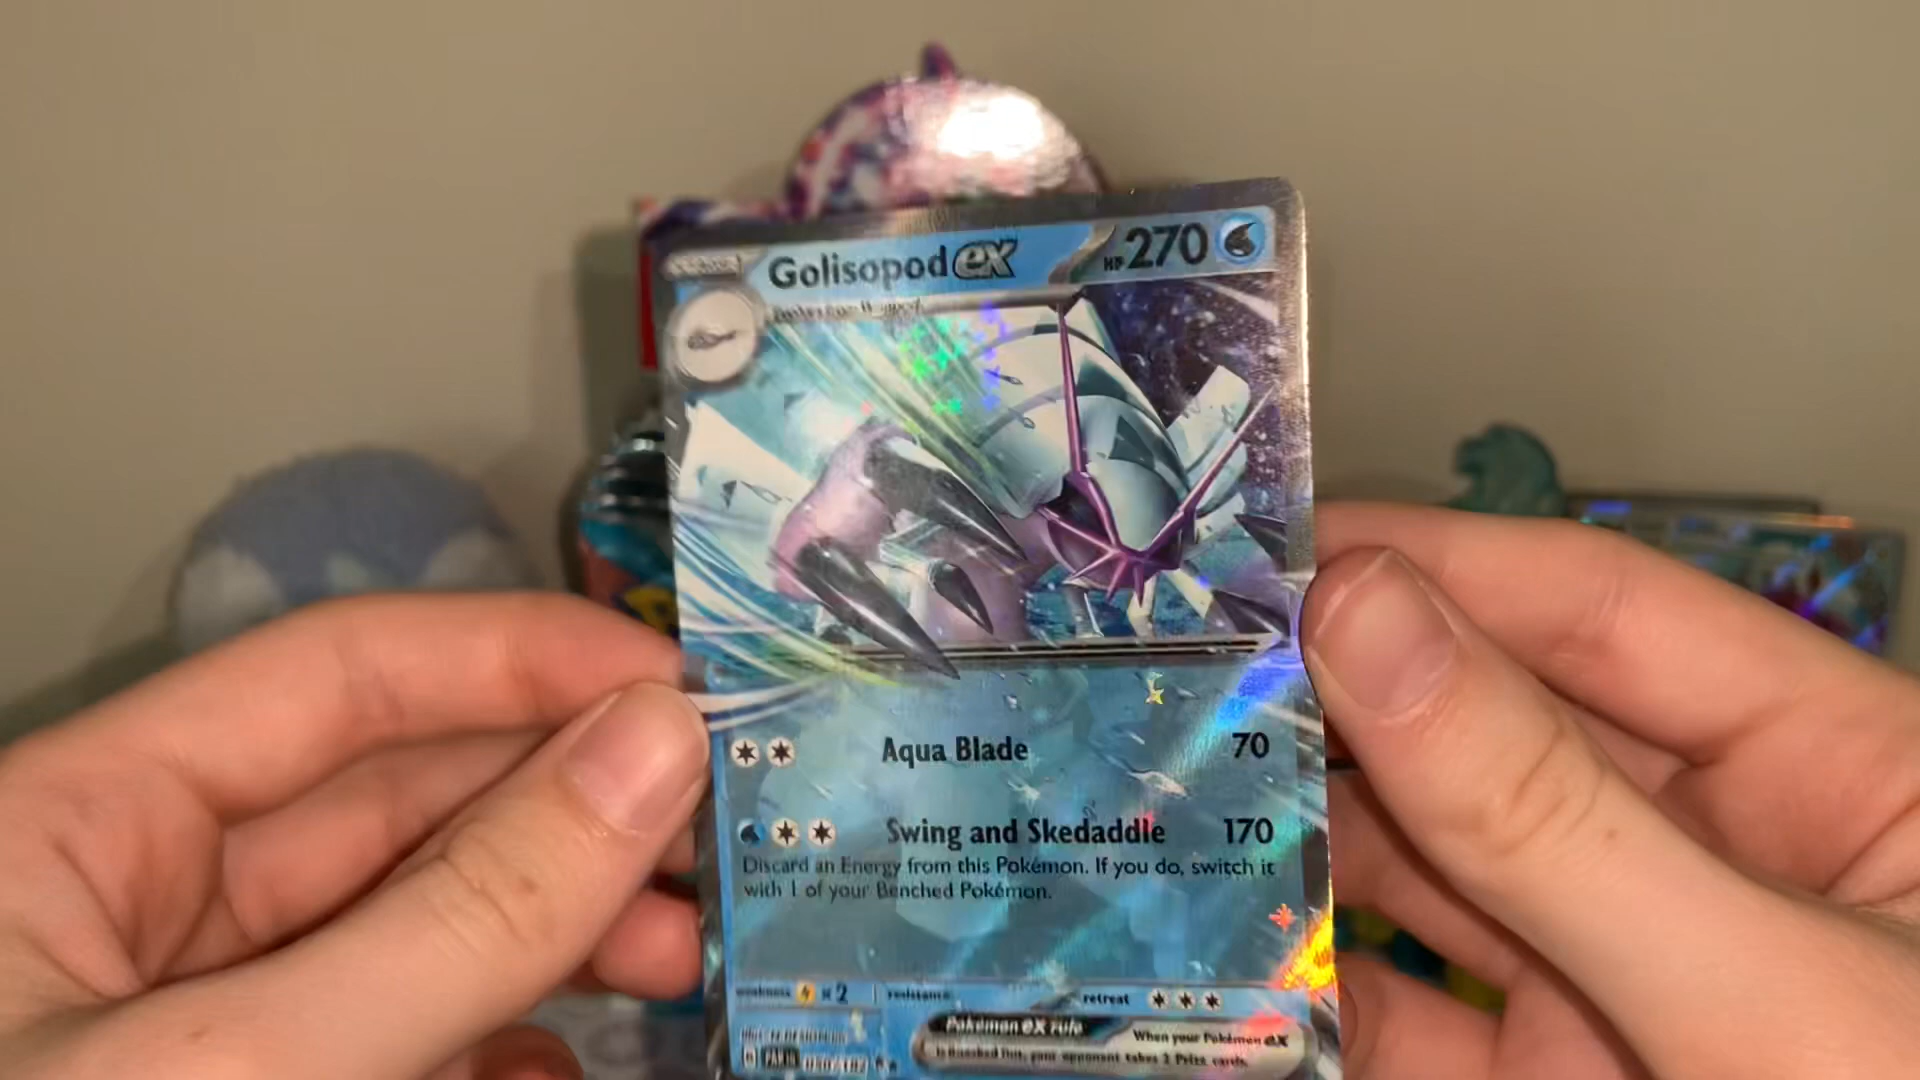 Golisopod ex HP 270
Aqua Blade 70
Swing and Skedaddle 170
Discard an Energy from this Pokémon. If you do, switch it
with 1 of your Benched Pokémon.
weakness ×2 resistance retreat
Pokémon ex rule When your Pokémon ex
is Knocked Out, your opponent takes 2 Prize cards.